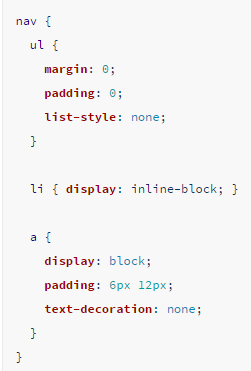 nav {
  ul {
    margin: 0;
    padding: 0;
    list-style: none;
  }

  li { display: inline-block; }

  a {
    display: block;
    padding: 6px 12px;
    text-decoration: none;
  }
}